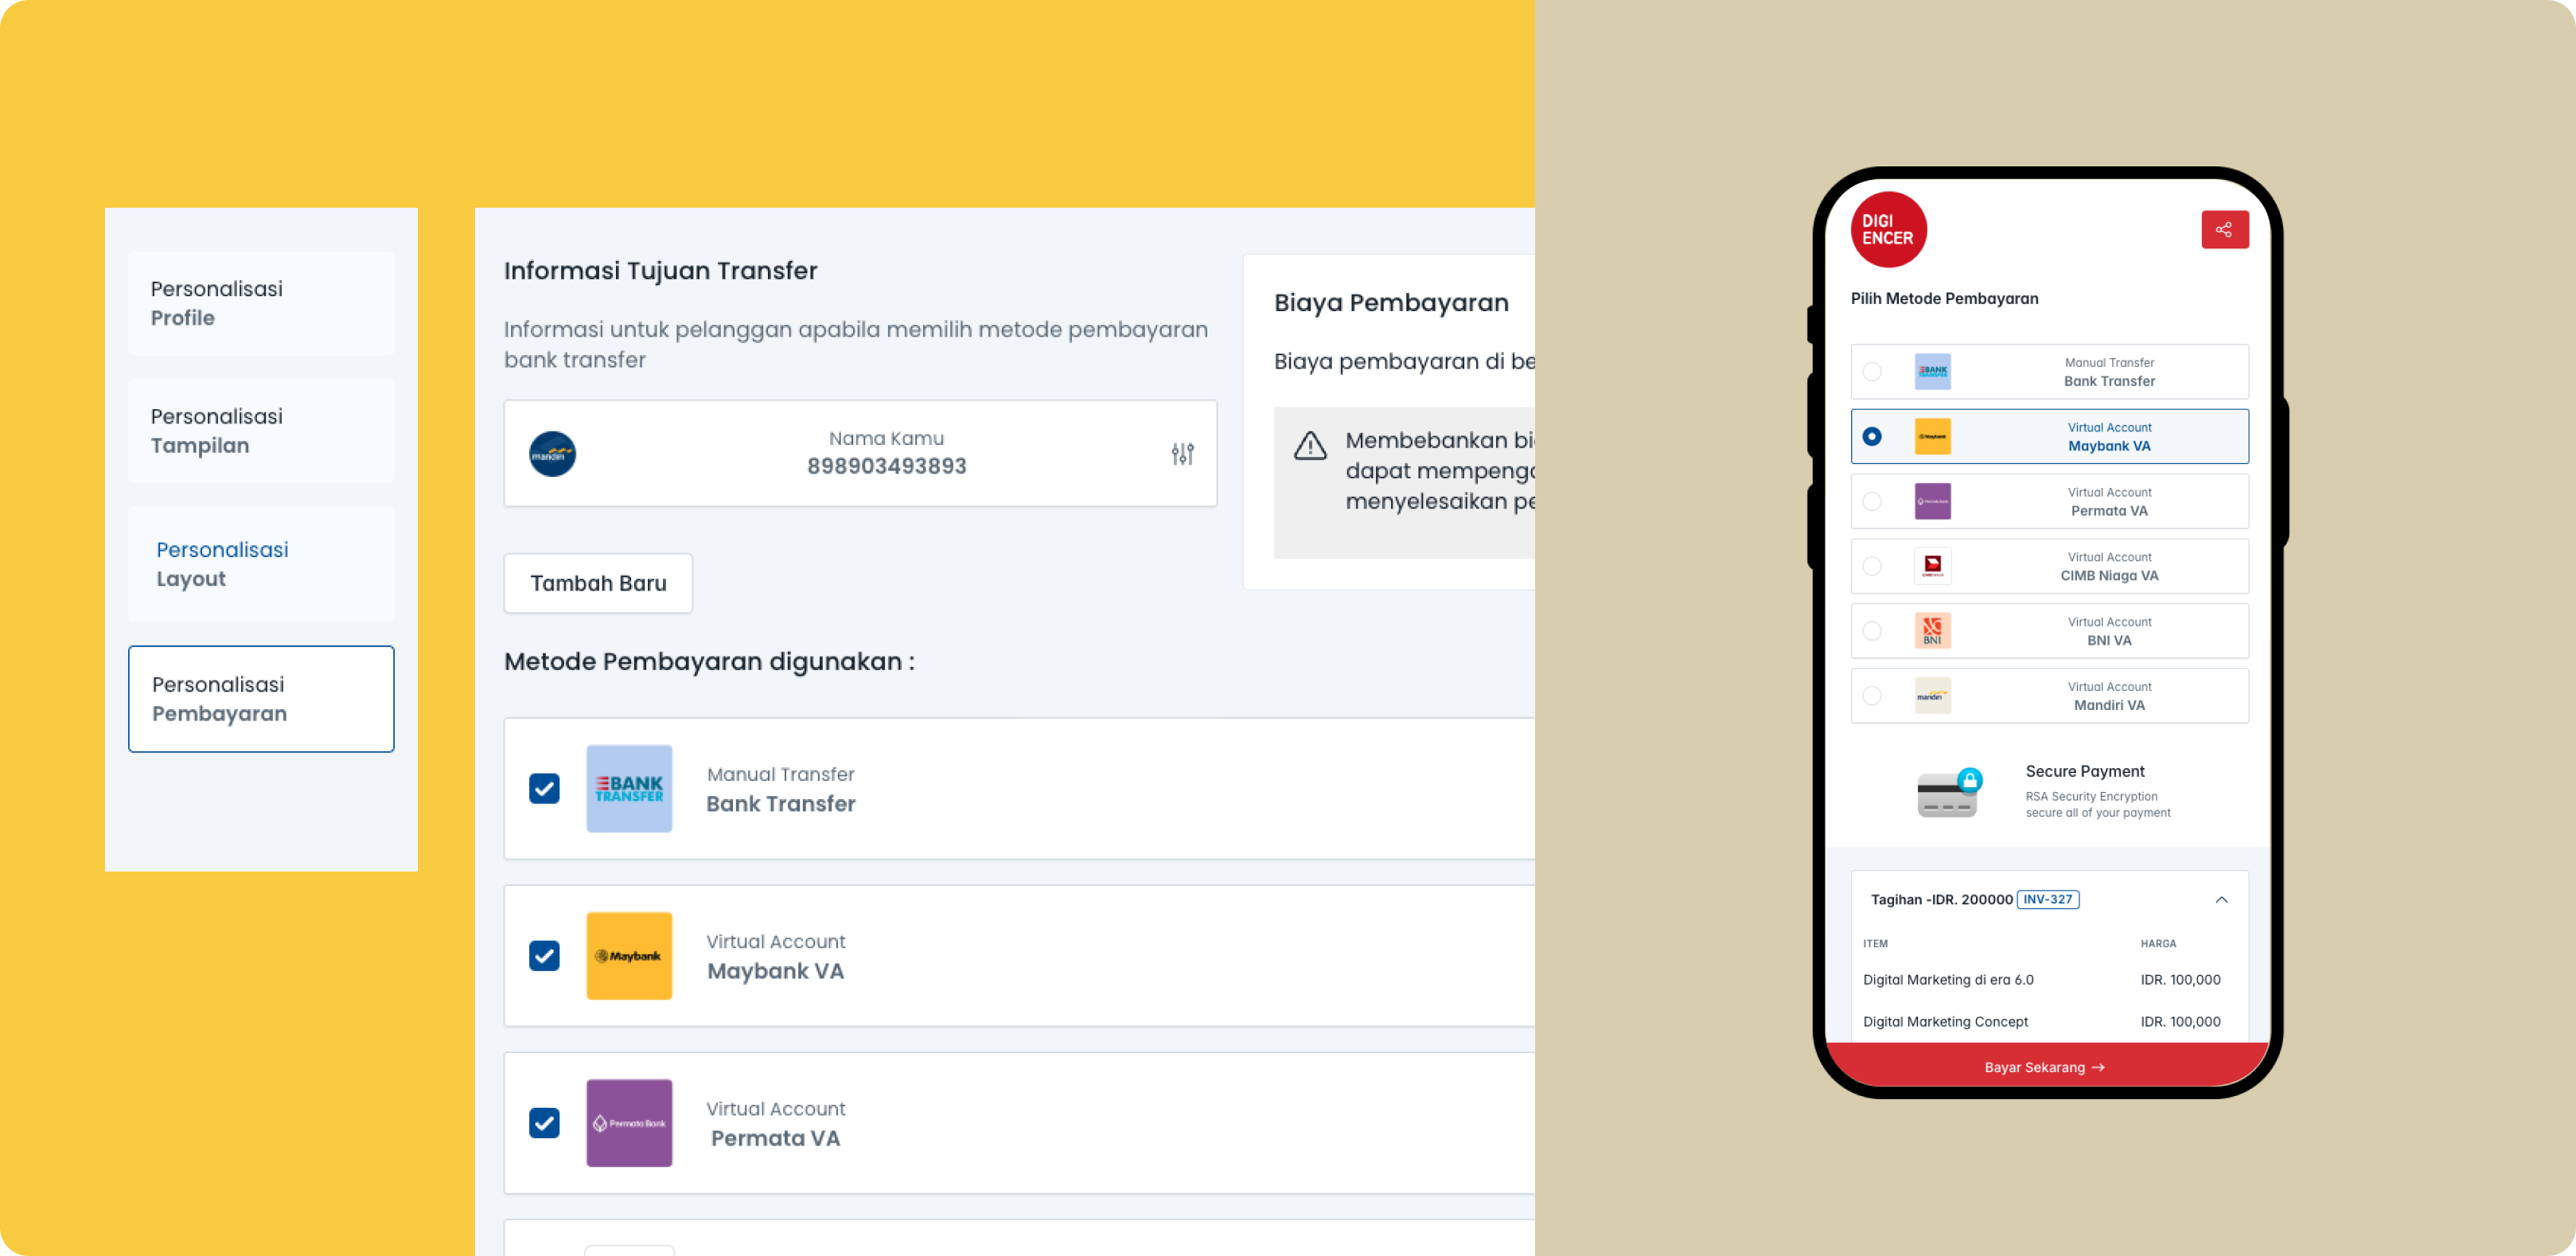 Personalisasi
Profile
Personalisasi
Tampilan
Personalisasi
Layout
Personalisasi
Pembayaran
Informasi Tujuan Transfer
Informasi untuk pelanggan apabila memilih metode pembayaran
bank transfer
mandiri
Nama Kamu
898903493893
Tambah Baru
Biaya Pembayaran
Biaya pembayaran di be
Membebankan bi
dapat mempeng
menyelesaikan pe
Metode Pembayaran digunakan :
BANK
TRANSFER
Manual Transfer
Bank Transfer
Maybank
Virtual Account
Maybank VA
Permata Bank
Virtual Account
Permata VA
DIGI
ENCER
Pilih Metode Pembayaran
BANK
TRANSFER
Manual Transfer
Bank Transfer
Maybank
Virtual Account
Maybank VA
Permata Bank
Virtual Account
Permata VA
Virtual Account
CIMB Niaga VA
BNI
Virtual Account
BNI VA
mandiri
Virtual Account
Mandiri VA
Secure Payment
RSA Security Encryption
secure all of your payment
Tagihan -IDR. 200000 INV-327
ITEM HARGA
Digital Marketing di era 6.0 IDR. 100,000
Digital Marketing Concept IDR. 100,000
Bayar Sekarang →